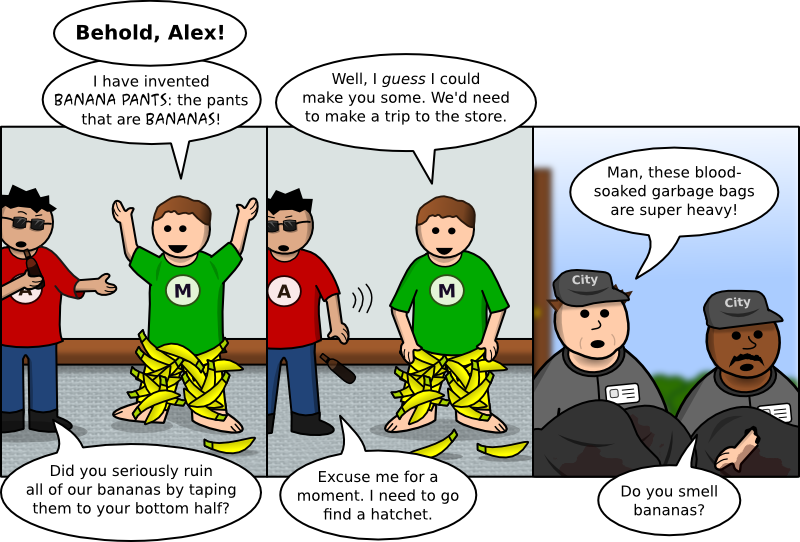 Behold, Alex!
I have invented
BANANA PANTS: the pants
that are BANANAS!
A
M
Did you seriously ruin
all of our bananas by taping
them to your bottom half?
Well, I guess I could
make you some. We'd need
to make a trip to the store.
A
M
Excuse me for a
moment. I need to go
find a hatchet.
Man, these blood-
soaked garbage bags
are super heavy!
City
City
Do you smell
bananas?